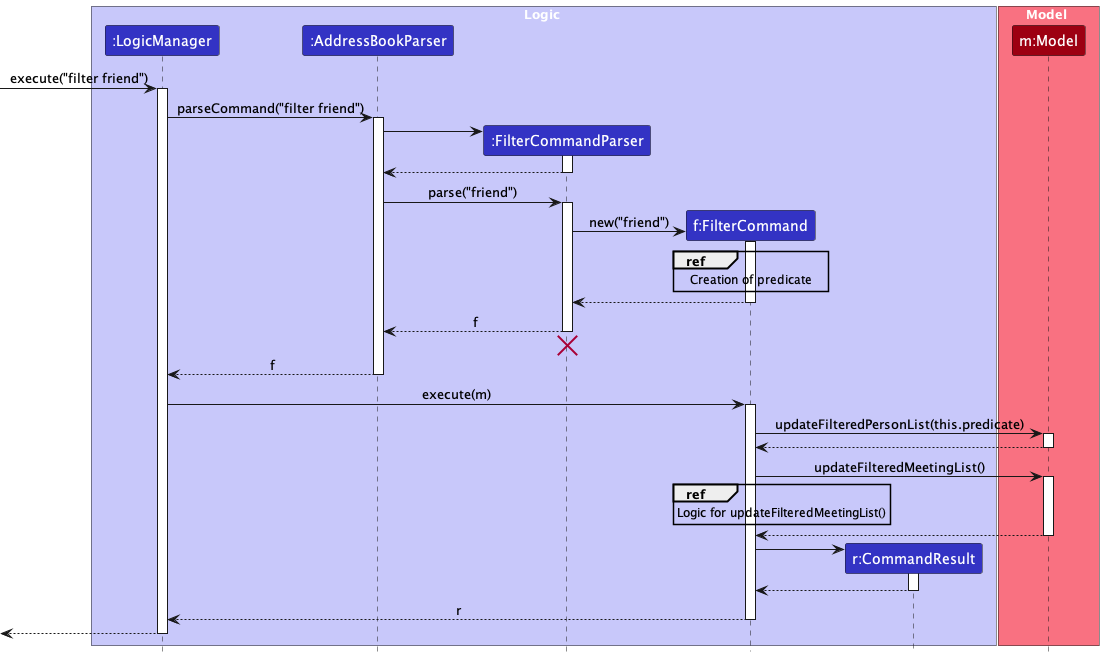 Logic
Model
:LogicManager
:AddressBookParser
m:Model
execute("filter friend")
parseCommand("filter friend")
:FilterCommandParser
parse("friend")
new("friend")
f:FilterCommand
ref
Creation of predicate
f
f
execute(m)
updateFilteredPersonList(this.predicate)
updateFilteredMeetingList()
ref
Logic for updateFilteredMeetingList()
r:CommandResult
r